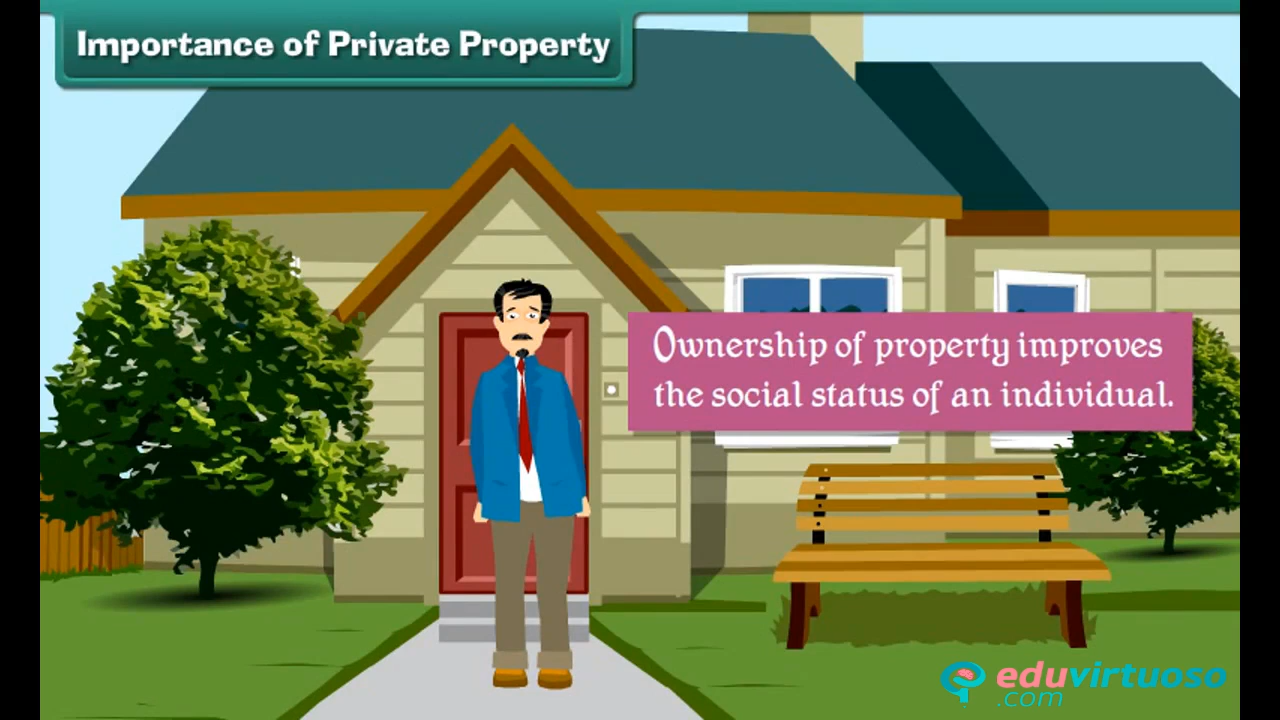 Importance of Private Property
Ownership of property improves
the social status of an individual.
eduvirtuoso
.com